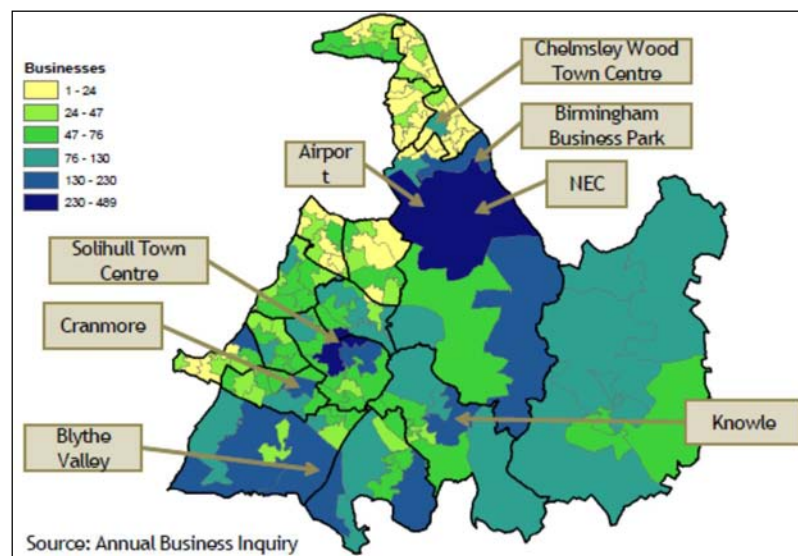 Chelmsley Wood
Town Centre
Businesses
1 - 24
24 - 47
47 - 76
76 - 130
130 - 230
230 - 489
Birmingham
Business Park
Airpor
t
NEC
Solihull Town
Centre
Cranmore
Blythe
Valley
Knowle
Source: Annual Business Inquiry